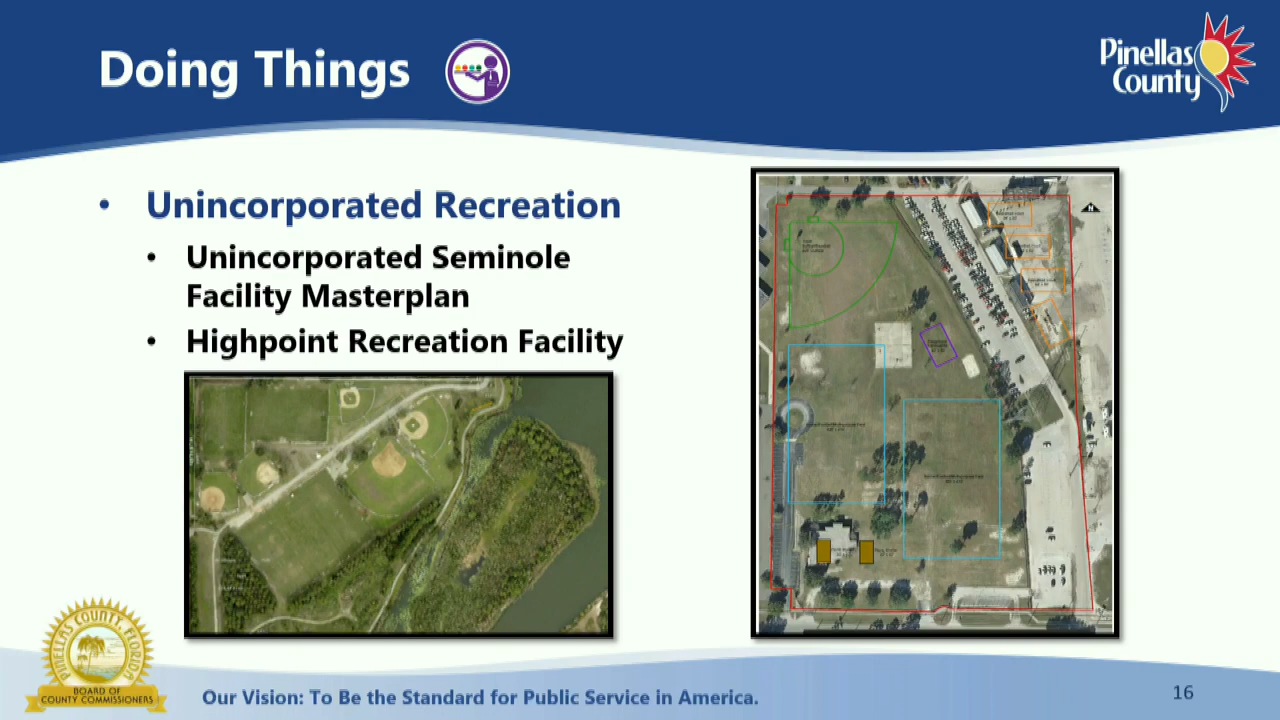 Doing Things
Pinellas
County
• Unincorporated Recreation
• Unincorporated Seminole
Facility Masterplan
• Highpoint Recreation Facility
PINELLAS COUNTY, FLORIDA
BOARD OF
COUNTY COMMISSIONERS
Our Vision: To Be the Standard for Public Service in America.
16